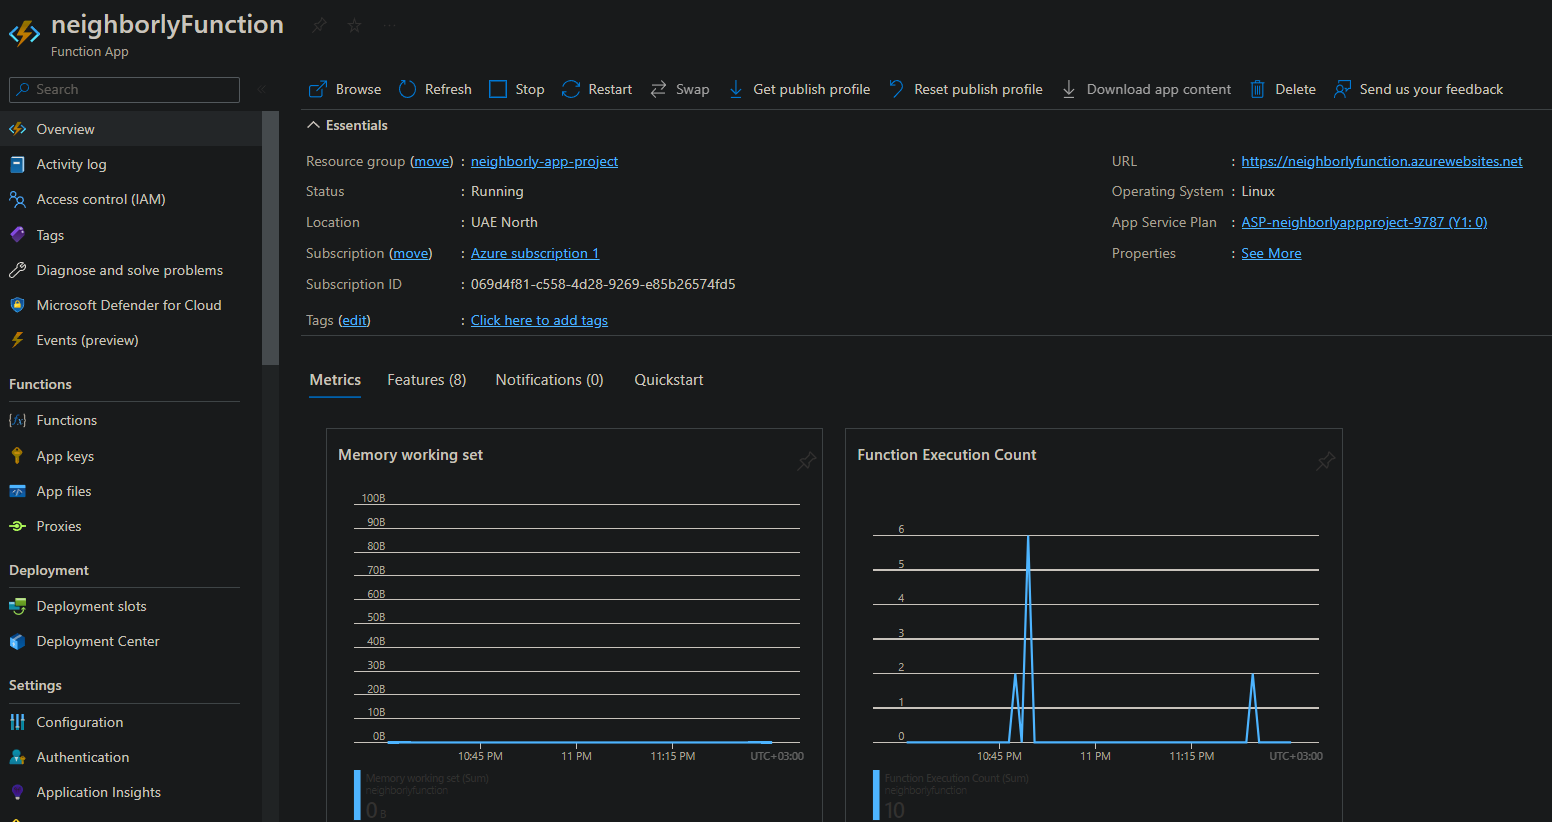 neighborlyFunction
Function App
Search
Overview
Activity log
Access control (IAM)
Tags
Diagnose and solve problems
Microsoft Defender for Cloud
Events (preview)
Functions
Functions
App keys
App files
Proxies
Deployment
Deployment slots
Deployment Center
Settings
Configuration
Authentication
Application Insights
Browse Refresh Stop Restart Swap Get publish profile Reset publish profile Download app content Delete Send us your feedback
Essentials
Resource group (move) : neighborly-app-project
Status : Running
Location : UAE North
Subscription (move) : Azure subscription 1
Subscription ID : 069d4f81-c558-4d28-9269-e85b26574fd5
Tags (edit) : Click here to add tags
URL : https://neighborlyfunction.azurewebsites.net
Operating System : Linux
App Service Plan : ASP-neighborlyappproject-9787 (Y1: 0)
Properties : See More
Metrics Features (8) Notifications (0) Quickstart
Memory working set
100B
90B
80B
70B
60B
50B
40B
30B
20B
10B
0B
10:45 PM 11 PM 11:15 PM UTC+03:00
Memory working set (Sum)
neighborlyfunction
0 B
Function Execution Count
6
5
4
3
2
1
0
10:45 PM 11 PM 11:15 PM UTC+03:00
Function Execution Count (Sum)
neighborlyfunction
10